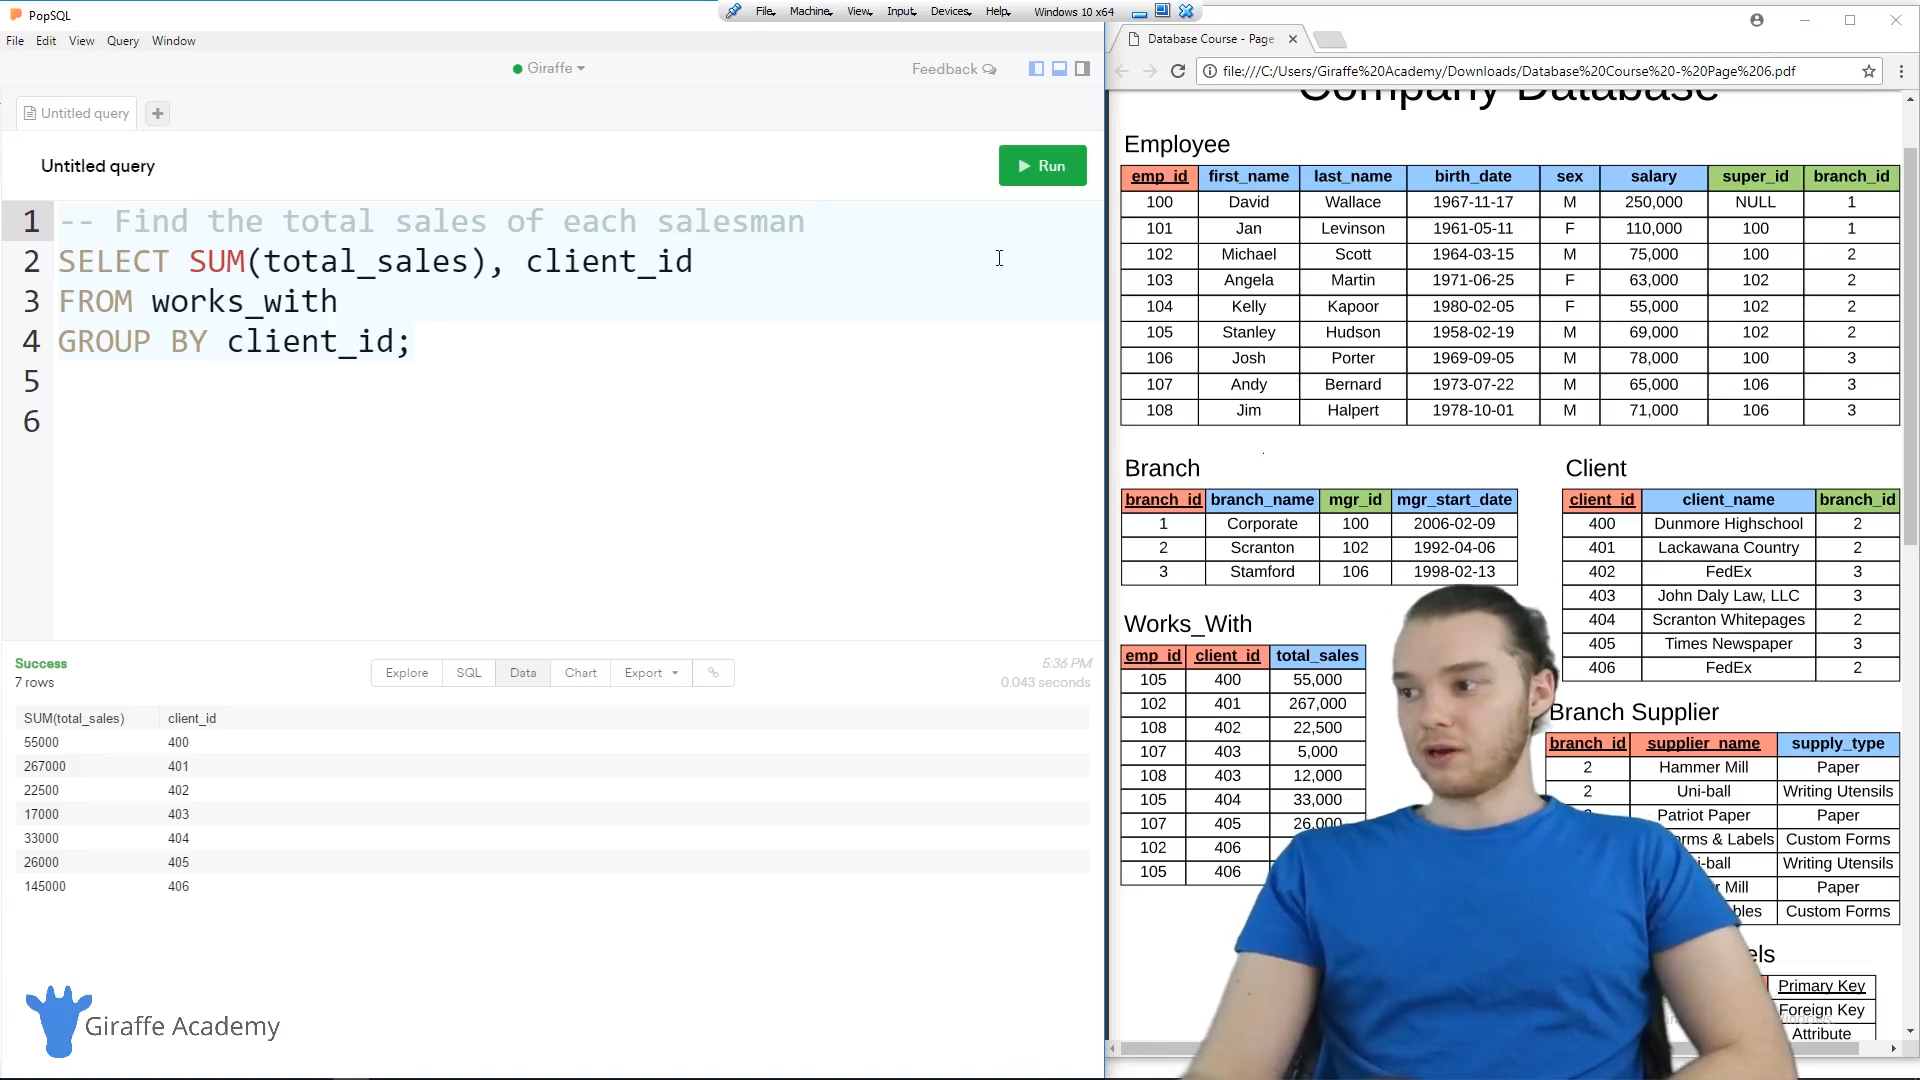 PopSQL
File Machine View Input Devices Help Windows 10 x64
File Edit View Query Window
Giraffe
Feedback
Untitled query
Untitled query
Run
1 -- Find the total sales of each salesman
2 SELECT SUM(total_sales), client_id
3 FROM works_with
4 GROUP BY client_id;
5
6
Success
7 rows
Explore SQL Data Chart Export
5:36 PM
0.043 seconds
SUM(total_sales) client_id
55000 400
267000 401
22500 402
17000 403
33000 404
26000 405
145000 406
Giraffe Academy
Database Course - Page
file:///C:/Users/Giraffe%20Academy/Downloads/Database%20Course%20-%20Page%206.pdf
Company Database
Employee
emp_id first_name last_name birth_date sex salary super_id branch_id
100 David Wallace 1967-11-17 M 250,000 NULL 1
101 Jan Levinson 1961-05-11 F 110,000 100 1
102 Michael Scott 1964-03-15 M 75,000 100 2
103 Angela Martin 1971-06-25 F 63,000 102 2
104 Kelly Kapoor 1980-02-05 F 55,000 102 2
105 Stanley Hudson 1958-02-19 M 69,000 102 2
106 Josh Porter 1969-09-05 M 78,000 100 3
107 Andy Bernard 1973-07-22 M 65,000 106 3
108 Jim Halpert 1978-10-01 M 71,000 106 3
Branch
branch_id branch_name mgr_id mgr_start_date
1 Corporate 100 2006-02-09
2 Scranton 102 1992-04-06
3 Stamford 106 1998-02-13
Client
client_id client_name branch_id
400 Dunmore Highschool 2
401 Lackawana Country 2
402 FedEx 3
403 John Daly Law, LLC 3
404 Scranton Whitepages 2
405 Times Newspaper 3
406 FedEx 2
Works_With
emp_id client_id total_sales
105 400 55,000
102 401 267,000
108 402 22,500
107 403 5,000
108 403 12,000
105 404 33,000
107 405 26,000
102 406
105 406
Branch Supplier
branch_id supplier_name supply_type
2 Hammer Mill Paper
2 Uni-ball Writing Utensils
Patriot Paper Paper
orms & Labels Custom Forms
i-ball Writing Utensils
r Mill Paper
bles Custom Forms
els
Primary Key
Foreign Key
Attribute